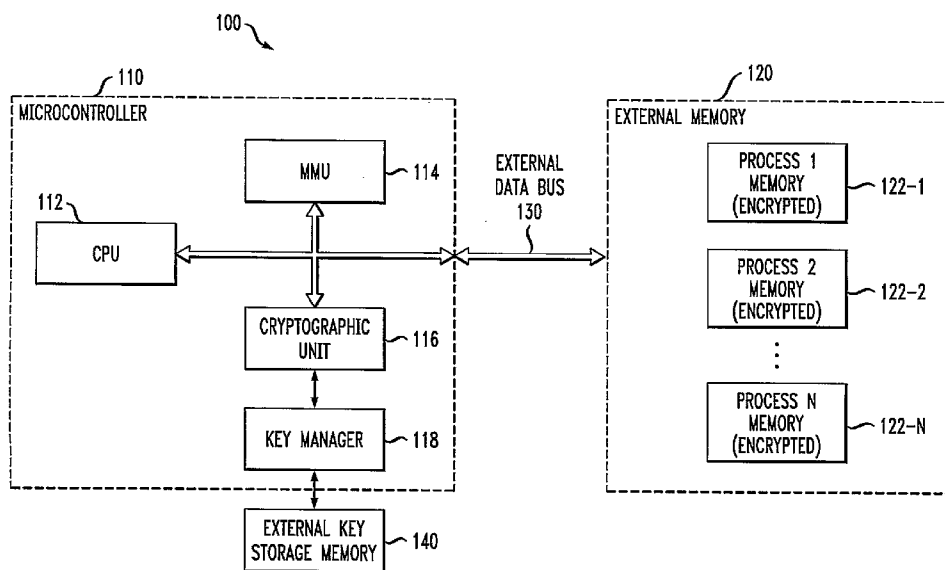 100
110
MICROCONTROLLER
MMU
114
112
CPU
EXTERNAL
DATA BUS
130
CRYPTOGRAPHIC
UNIT
116
KEY MANAGER
118
EXTERNAL KEY
STORAGE MEMORY
140
120
EXTERNAL MEMORY
PROCESS 1
MEMORY
(ENCRYPTED)
122-1
PROCESS 2
MEMORY
(ENCRYPTED)
122-2
PROCESS N
MEMORY
(ENCRYPTED)
122-N